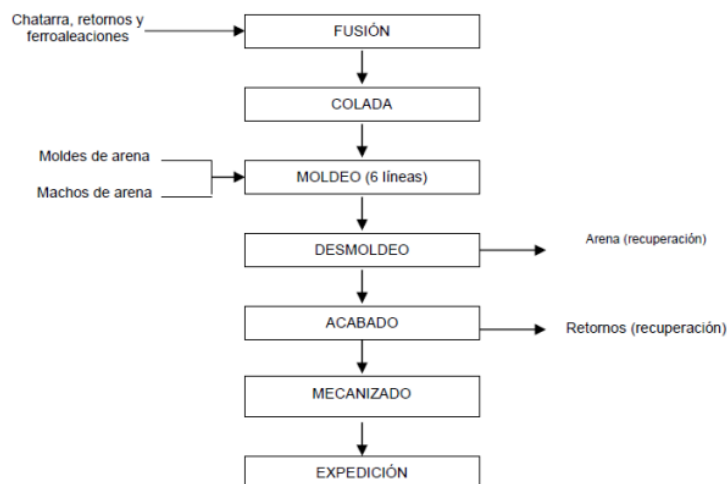 Chatarra, retornos y
ferroaleaciones
FUSIÓN
COLADA
Moldes de arena
Machos de arena
MOLDEO (6 líneas)
DESMOLDEO
Arena (recuperación)
ACABADO
Retornos (recuperación)
MECANIZADO
EXPEDICIÓN